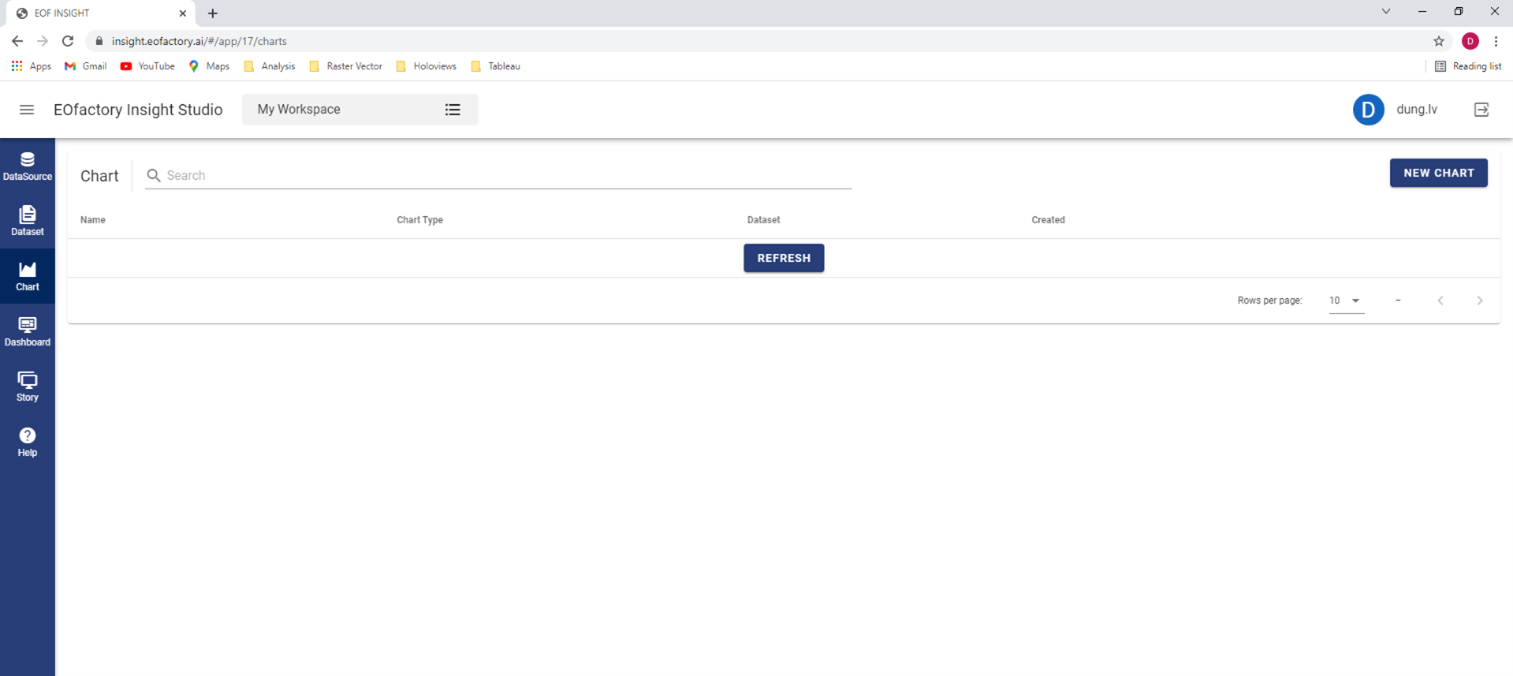 EOF INSIGHT
insight.eofactory.ai/#/app/17/charts
D
Apps Gmail YouTube Maps Analysis Raster Vector Holoviews Tableau Reading list
EOfactory Insight Studio My Workspace D dung.lv
DataSource
Dataset
Chart
Dashboard
Story
? Help
Chart Search NEW CHART
Name Chart Type Dataset Created
REFRESH
Rows per page: 10 –